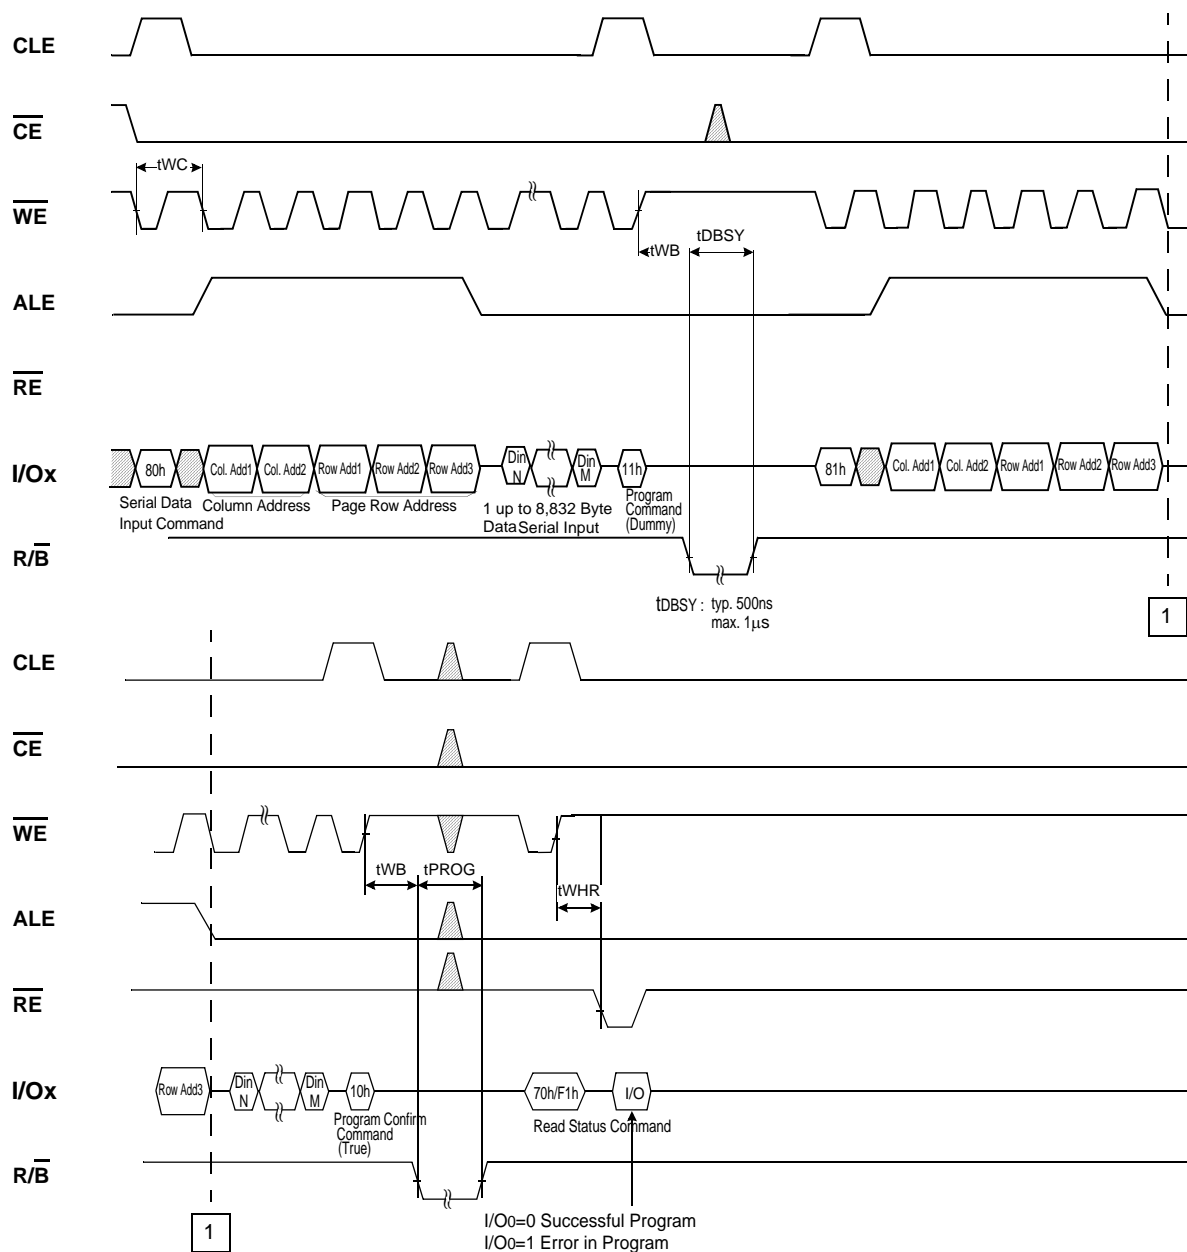 CLE
CE
tWC
WE
tWB
tDBSY
ALE
RE
I/Ox
80h
Col. Add1
Col. Add2
Row Add1
Row Add2
Row Add3
Din
N
Din
M
11h
81h
Col. Add1
Col. Add2
Row Add1
Row Add2
Row Add3
Serial Data
Input Command
Column Address
Page Row Address
1 up to 8,832 Byte
Data Serial Input
Program
Command
(Dummy)
R/B
tDBSY : typ. 500ns
max. 1μs
1
CLE
CE
WE
tWB
tPROG
tWHR
ALE
RE
I/Ox
Row Add3
Din
N
Din
M
10h
70h/F1h
I/O
Program Confirm
Command
(True)
Read Status Command
R/B
1
I/O0=0 Successful Program
I/O0=1 Error in Program